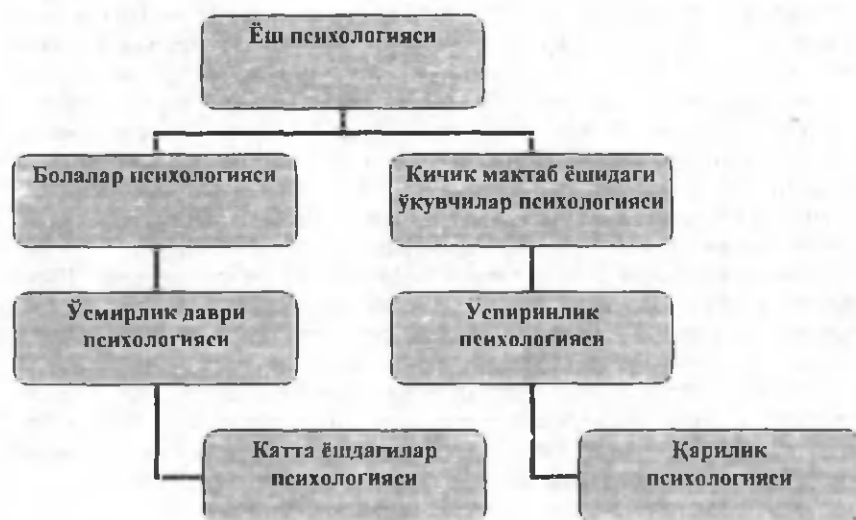 Ёш психологияси
Болалар психологияси
Кичик мактаб ёшидаги
ўқувчилар психологияси
Ўсмирлик даври
психологияси
Успиринлик
психологияси
Катта ёшдагилар
психологияси
Қарилик
психологияси